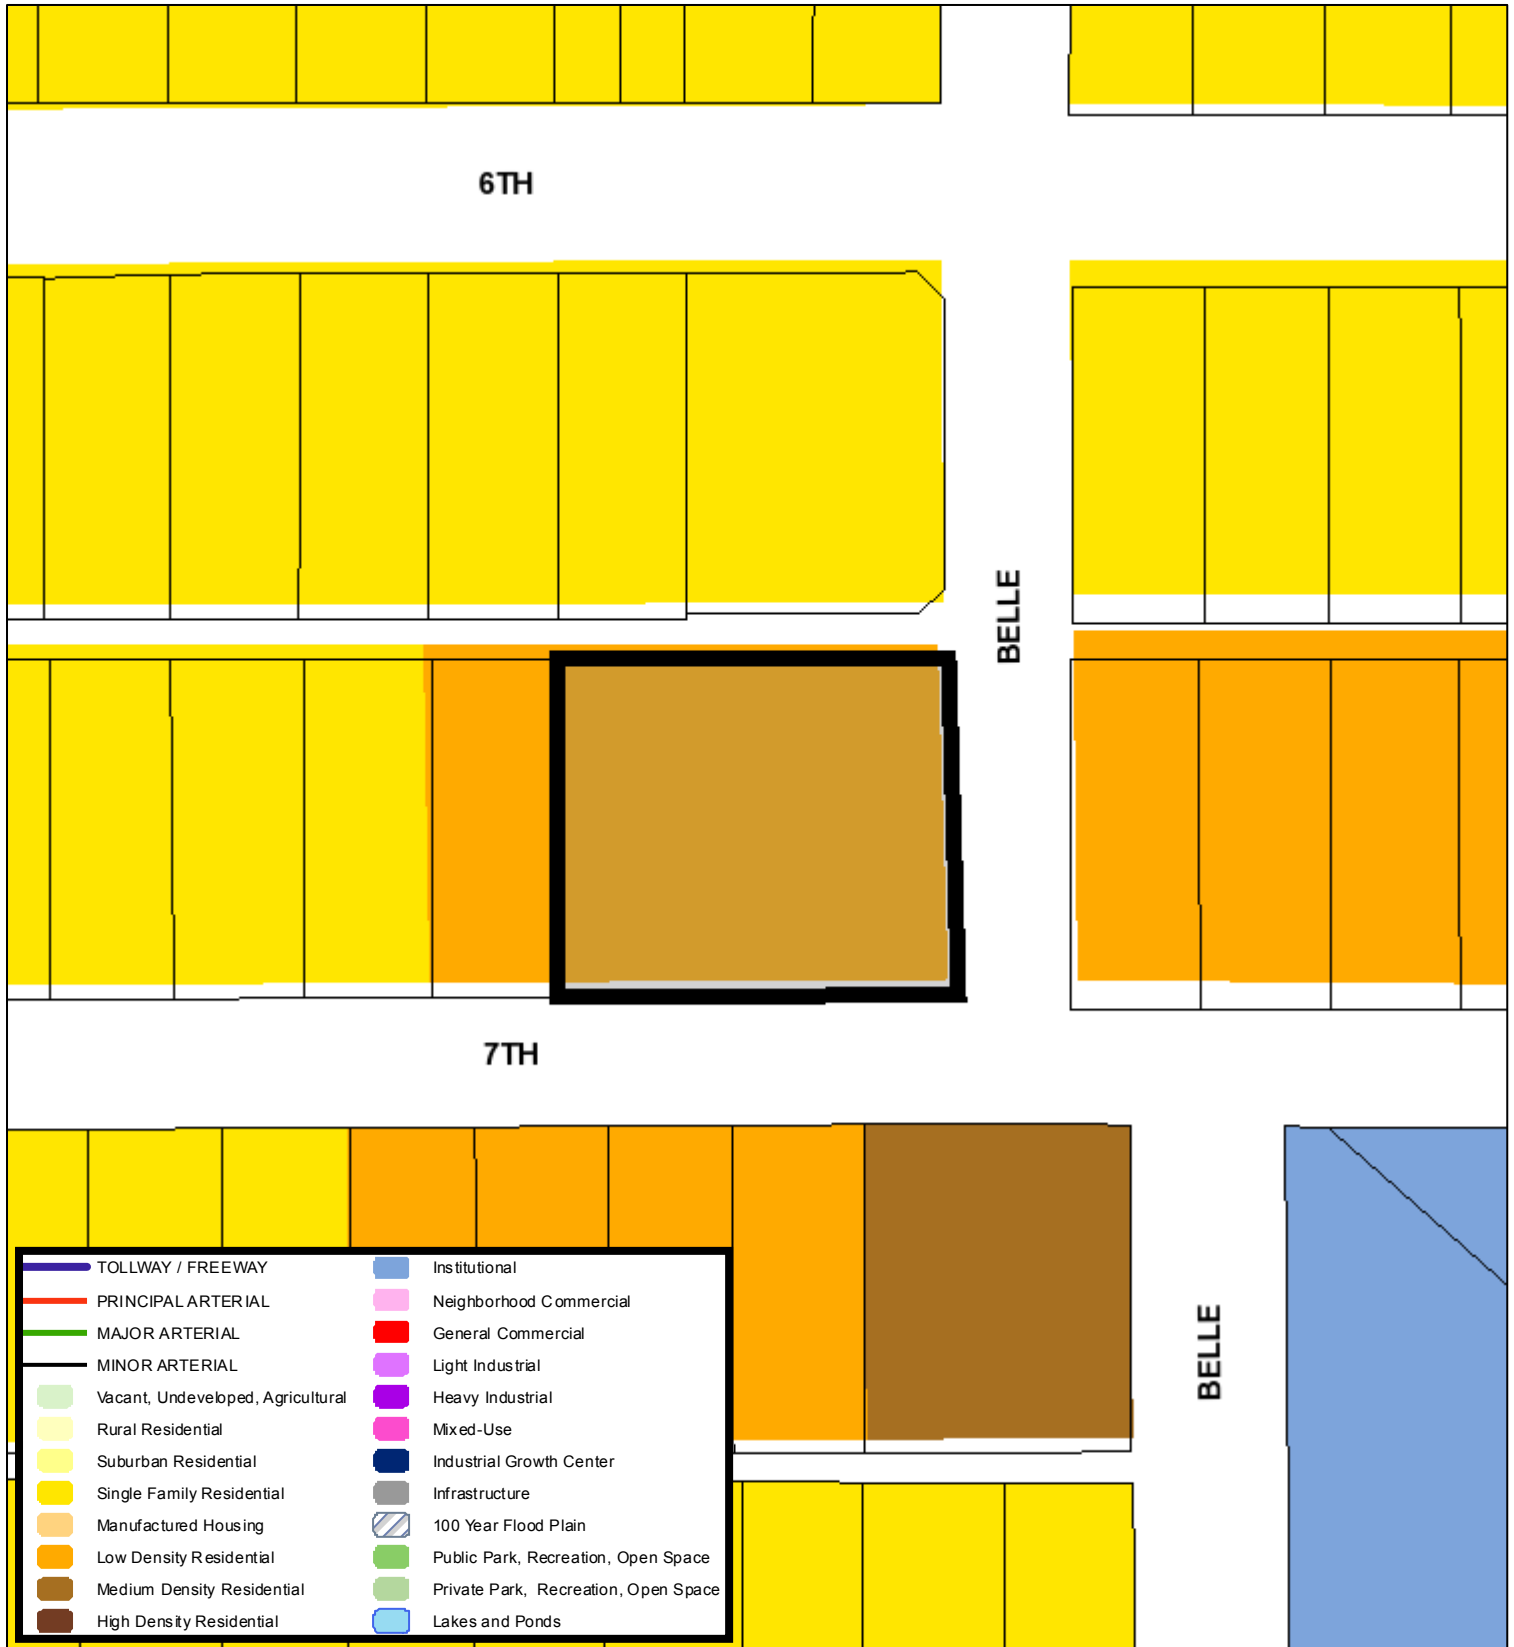 6TH
BELLE
7TH
BELLE
TOLLWAY / FREEWAY
PRINCIPAL ARTERIAL
MAJOR ARTERIAL
MINOR ARTERIAL
Vacant, Undeveloped, Agricultural
Rural Residential
Suburban Residential
Single Family Residential
Manufactured Housing
Low Density Residential
Medium Density Residential
High Density Residential
Institutional
Neighborhood Commercial
General Commercial
Light Industrial
Heavy Industrial
Mixed-Use
Industrial Growth Center
Infrastructure
100 Year Flood Plain
Public Park, Recreation, Open Space
Private Park, Recreation, Open Space
Lakes and Ponds